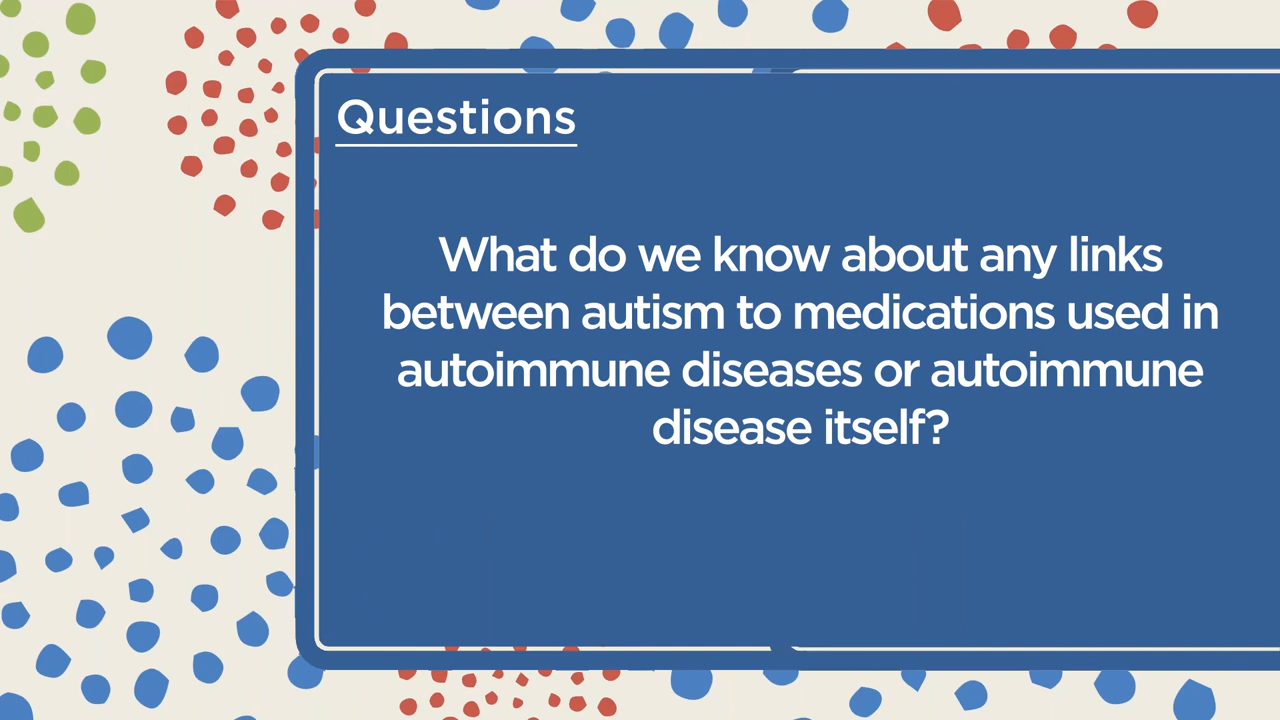 Questions
What do we know about any links
between autism to medications used in
autoimmune diseases or autoimmune
disease itself?